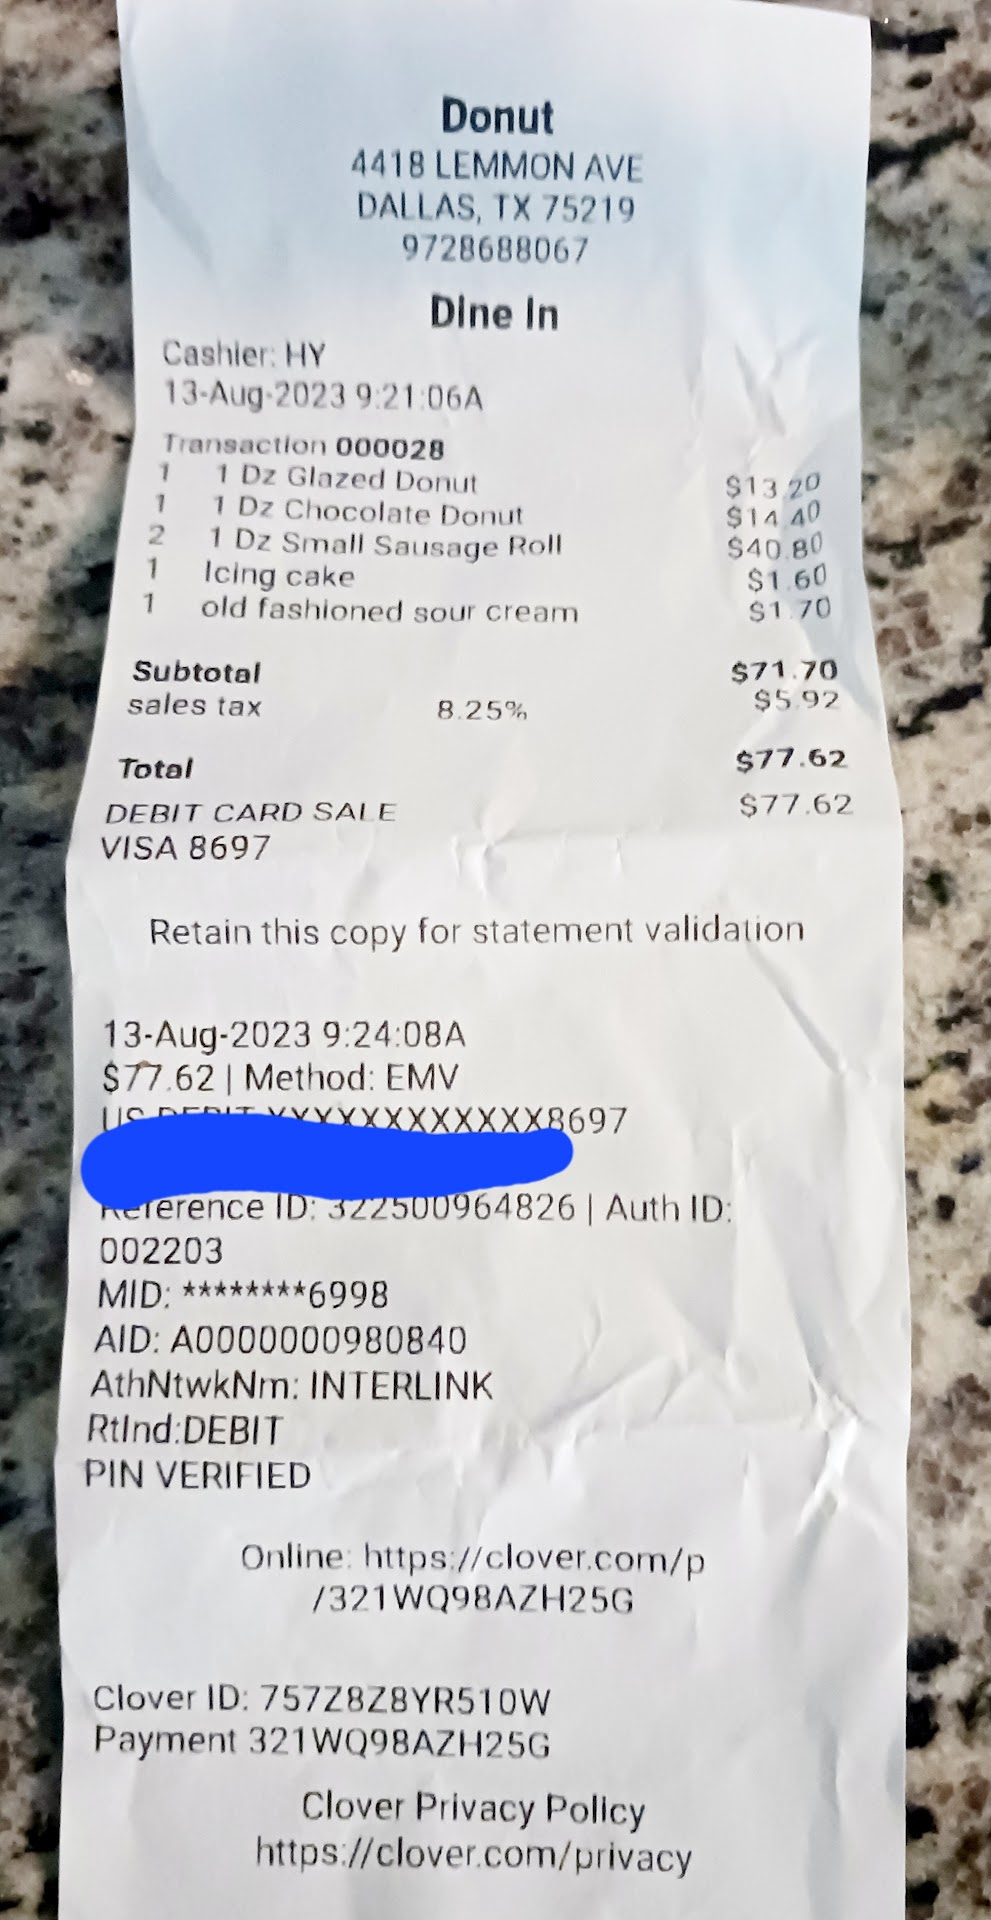 Donut
4418 LEMMON AVE
DALLAS, TX 75219
9728688067
Dine In
Cashier: HY
13-Aug-2023 9:21:06A
Transaction 000028
1 1 Dz Glazed Donut $13.20
1 1 Dz Chocolate Donut $14.40
2 1 Dz Small Sausage Roll $40.80
1 Icing cake $1.60
1 old fashioned sour cream $1.70
Subtotal $71.70
sales tax 8.25% $5.92
Total $77.62
DEBIT CARD SALE $77.62
VISA 8697
Retain this copy for statement validation
13-Aug-2023 9:24:08A
$77.62 | Method: EMV
US DEBIT XXXXXXXXXXXX8697
Reference ID: 322500964826 | Auth ID:
002203
MID: ********6998
AID: A0000000980840
AthNtwkNm: INTERLINK
RtInd:DEBIT
PIN VERIFIED
Online: https://clover.com/p
/321WQ98AZH25G
Clover ID: 757Z8Z8YR510W
Payment 321WQ98AZH25G
Clover Privacy Policy
https://clover.com/privacy